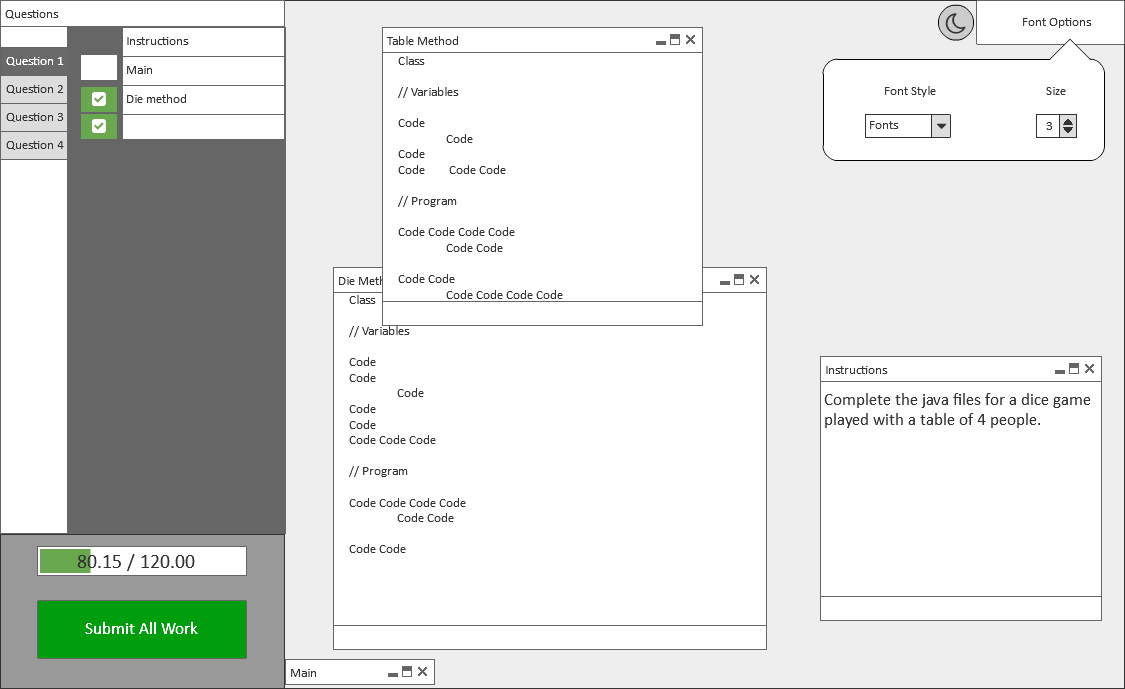 Questions
Font Options
Instructions
Question 1
Main
Question 2
Die method
Question 3
Question 4
Table Method
Class
// Variables
Code
Code
Code
Code Code Code
// Program
Code Code Code Code
Code Code
Code Code
Code Code Code Code
Font Style
Size
Fonts
3
Die Meth
Class
// Variables
Code
Code
Code
Code
Code
Code Code Code
// Program
Code Code Code Code
Code Code
Code Code
Instructions
Complete the java files for a dice game
played with a table of 4 people.
80.15 / 120.00
Submit All Work
Main